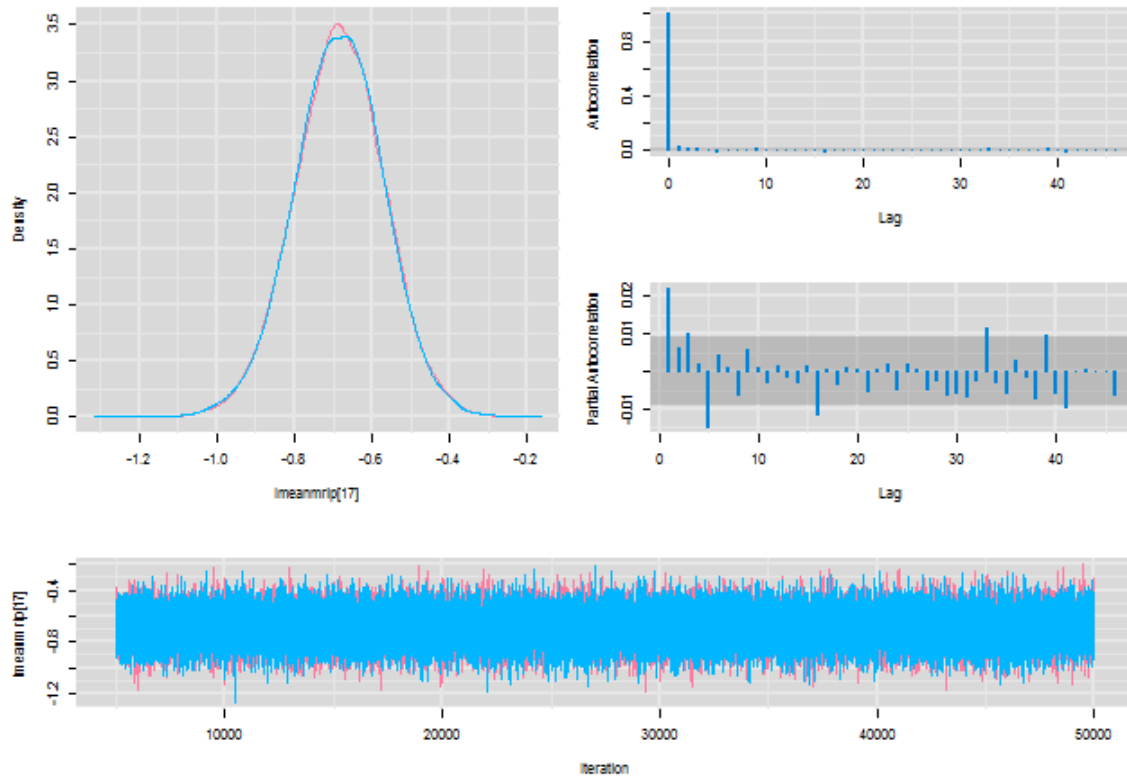 3.5
3.0
2.5
2.0
1.5
1.0
0.5
0.0
Density
-1.2 -1.0 -0.8 -0.6 -0.4 -0.2
lmeanmrip[17]
0.8
0.4
0.0
Autocorrelation
0 10 20 30 40
Lag
0.02
0.01
-0.01
Partial Autocorrelation
0 10 20 30 40
Lag
-0.4
-0.8
-1.2
lmeanmrip[17]
10000 20000 30000 40000 50000
Iteration